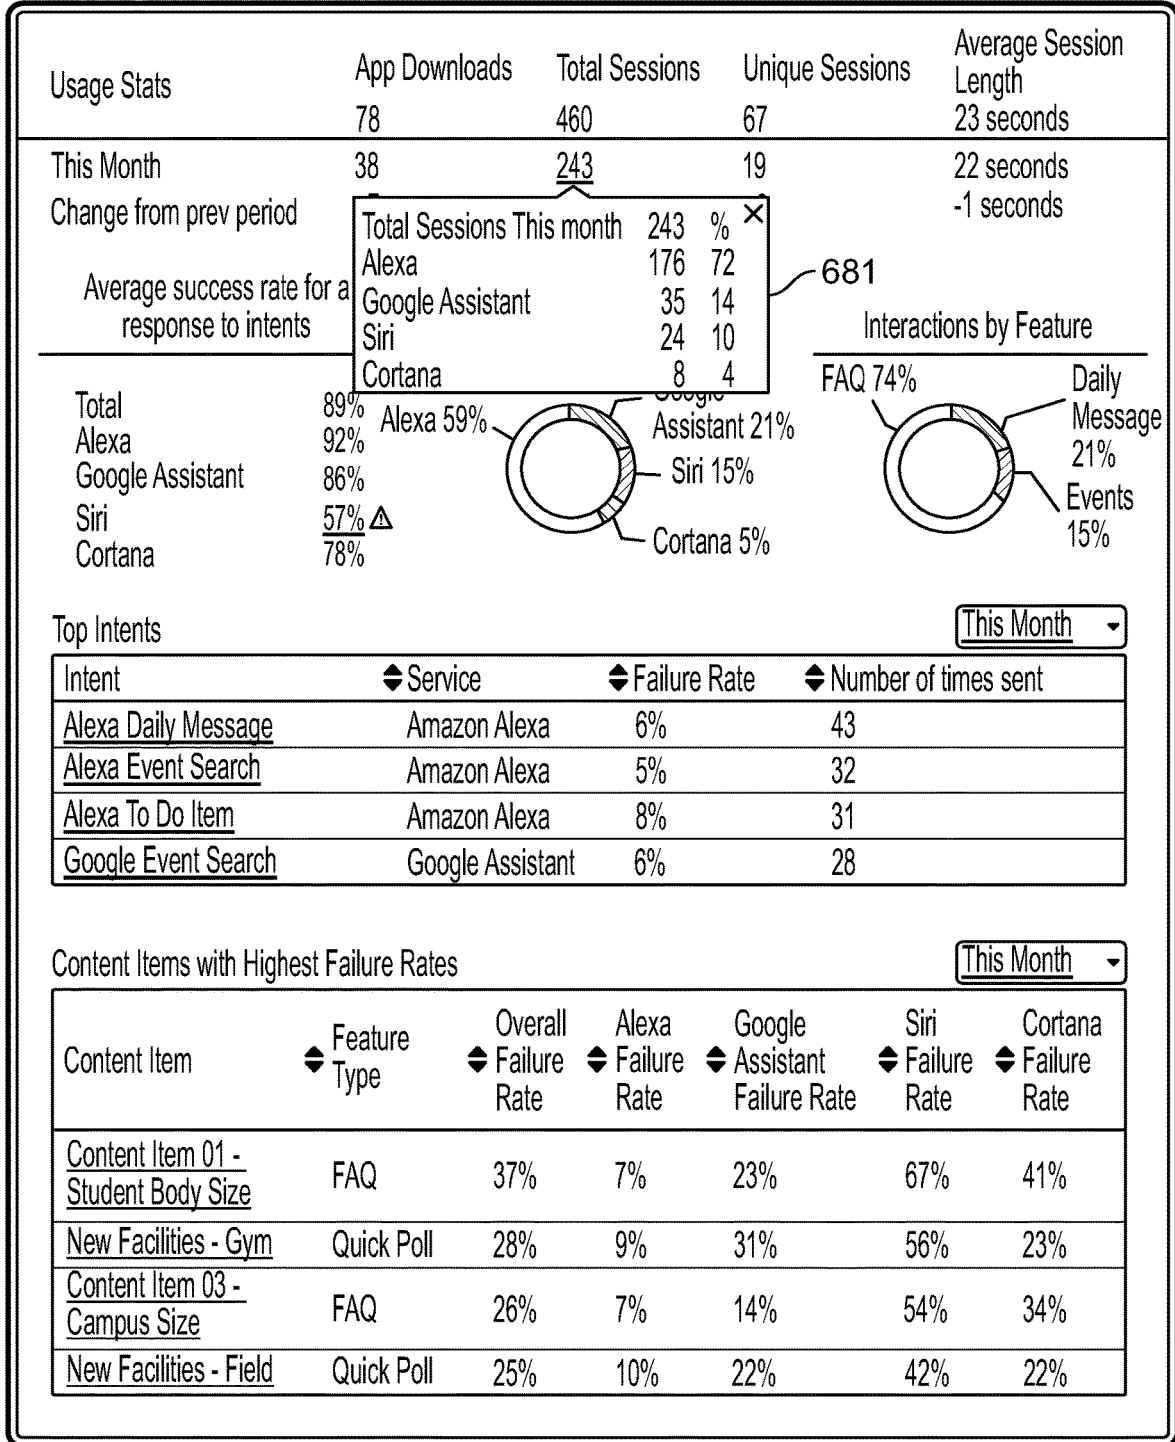 Usage Stats
App Downloads
Total Sessions
Unique Sessions
Average Session
Length
78
460
67
23 seconds
This Month
38
243
19
22 seconds
Change from prev period
-1 seconds
Total Sessions This month 243 % ×
Alexa 176 72
Google Assistant 35 14
Siri 24 10
Cortana 8 4
681
Average success rate for a
response to intents
Total 89%
Alexa 92%
Google Assistant 86%
Siri 57% ⚠
Cortana 78%
Alexa 59%
Google
Assistant 21%
Siri 15%
Cortana 5%
Interactions by Feature
FAQ 74%
Daily
Message
21%
Events
15%
Top Intents
This Month
Intent Service Failure Rate Number of times sent
Alexa Daily Message Amazon Alexa 6% 43
Alexa Event Search Amazon Alexa 5% 32
Alexa To Do Item Amazon Alexa 8% 31
Google Event Search Google Assistant 6% 28
Content Items with Highest Failure Rates
This Month
Content Item
Feature
Type
Overall
Failure
Rate
Alexa
Failure
Rate
Google
Assistant
Failure Rate
Siri
Failure
Rate
Cortana
Failure
Rate
Content Item 01 -
Student Body Size
FAQ 37% 7% 23% 67% 41%
New Facilities - Gym Quick Poll 28% 9% 31% 56% 23%
Content Item 03 -
Campus Size
FAQ 26% 7% 14% 54% 34%
New Facilities - Field Quick Poll 25% 10% 22% 42% 22%